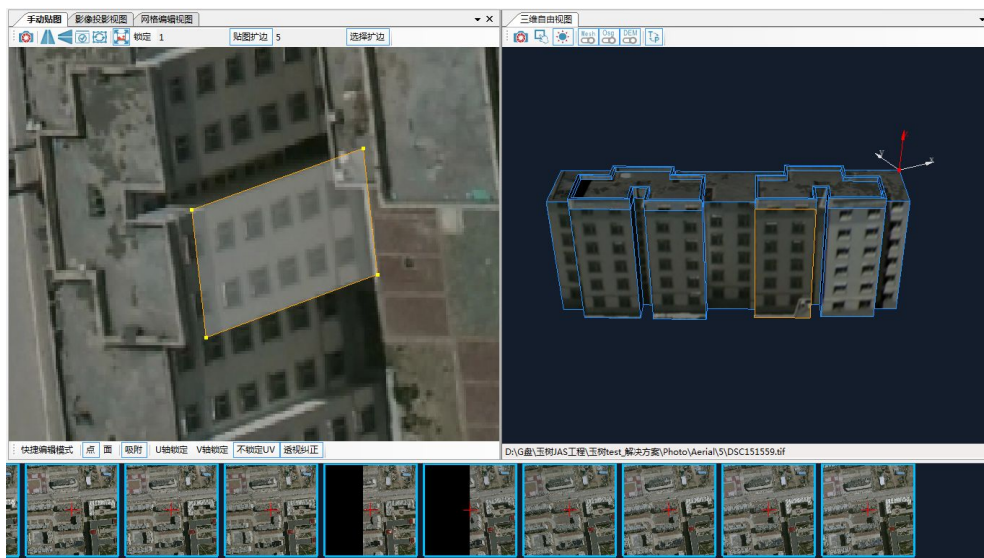 手动贴图 影像投影视图 网格编辑视图
三维自由视图
锁定 1 贴图扩边 5 选择扩边
Mesh Osg DEM
快捷编辑模式 点 面 吸附 U轴锁定 V轴锁定 不锁定UV 透视纠正
D:\G盘\玉树JAS工程\玉树test_解决方案\Photo\Aerial\5\DSC151559.tif